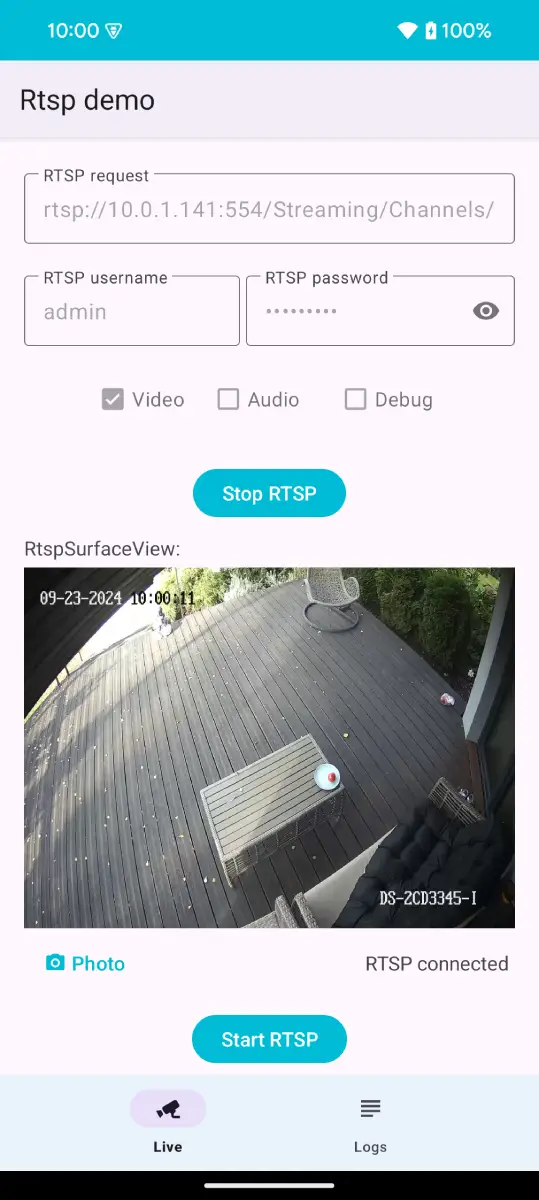 10:00 100%
Rtsp demo
RTSP request
rtsp://10.0.1.141:554/Streaming/Channels/
RTSP username RTSP password
admin •••••••••
Video Audio Debug
Stop RTSP
RtspSurfaceView:
09-23-2024 10:00:11
DS-2CD3345-I
Photo RTSP connected
Start RTSP
Live Logs